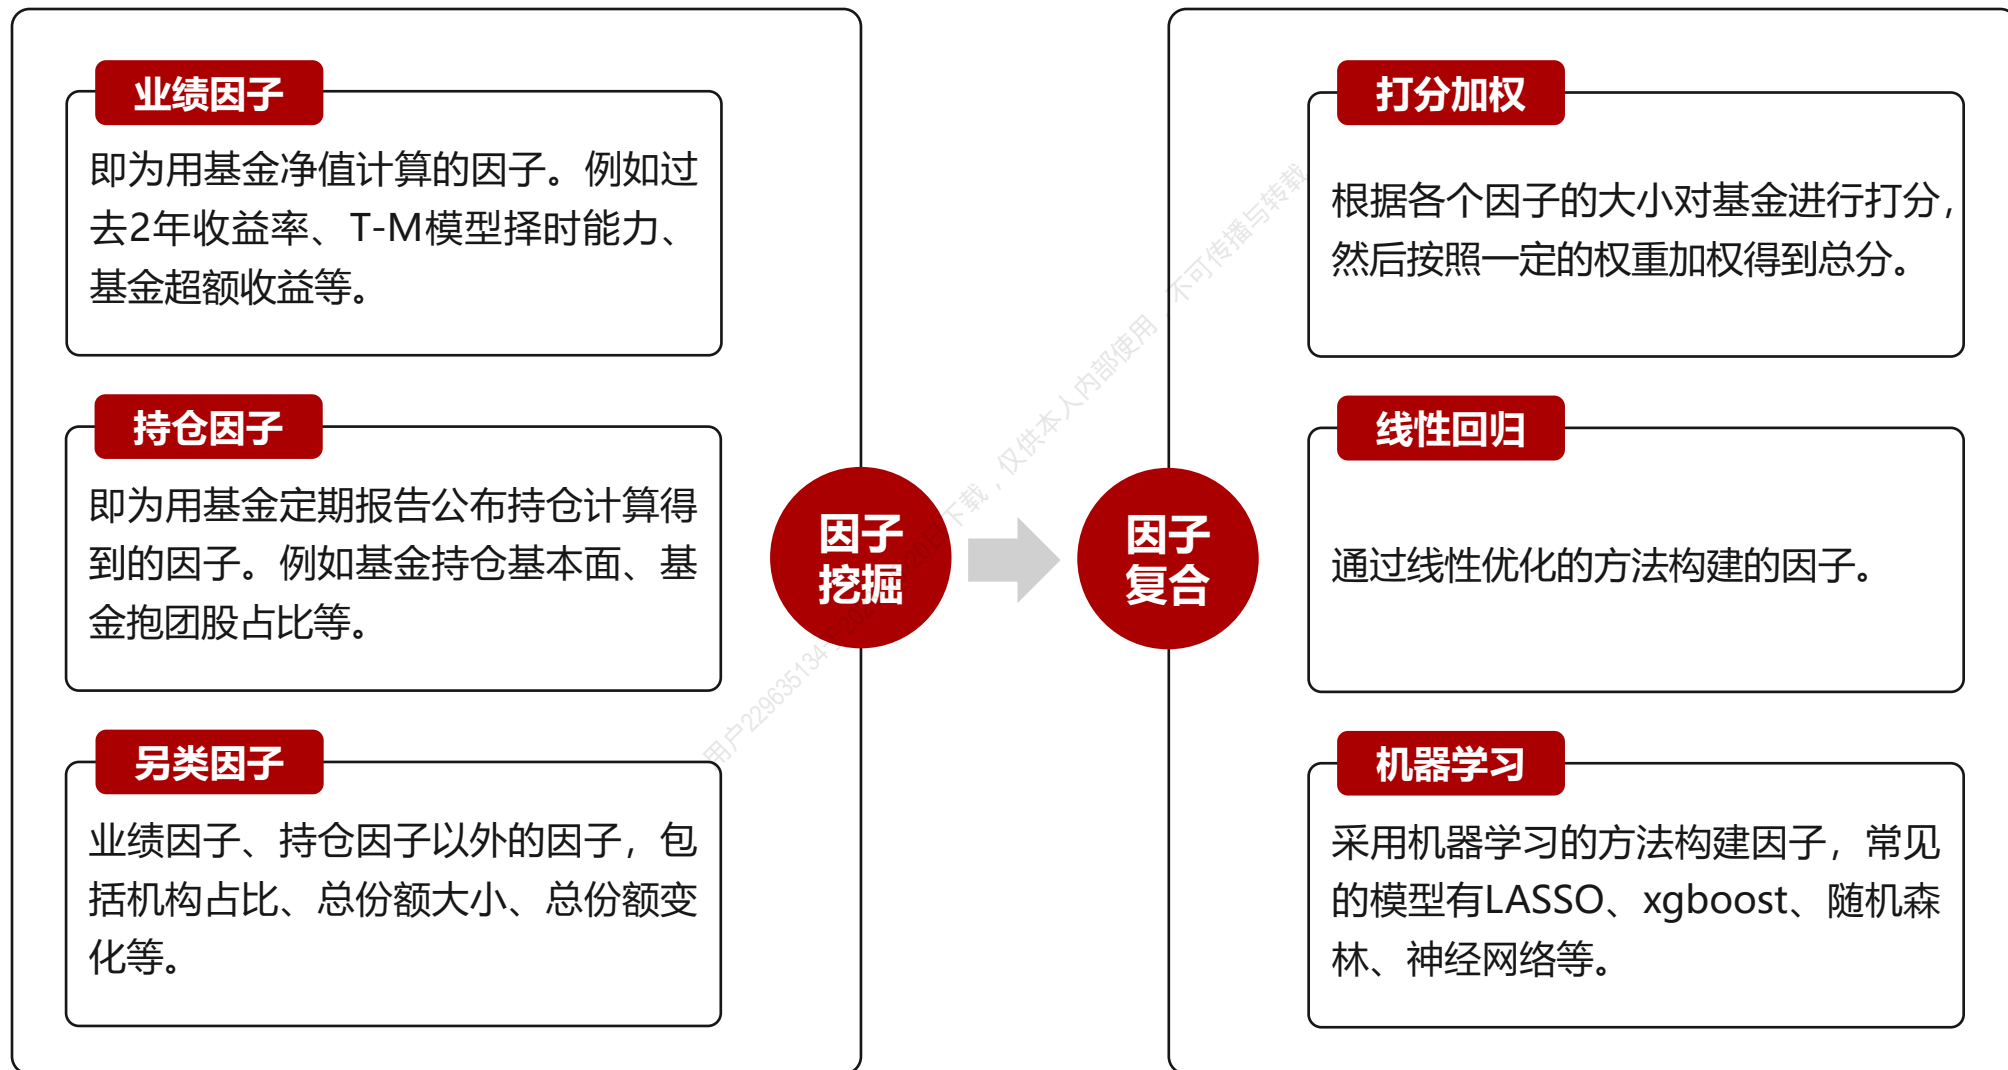 业绩因子
即为用基金净值计算的因子。例如过
去2年收益率、T-M模型择时能力、
基金超额收益等。
持仓因子
即为用基金定期报告公布持仓计算得
到的因子。例如基金持仓基本面、基
金抱团股占比等。
另类因子
业绩因子、持仓因子以外的因子，包
括机构占比、总份额大小、总份额变
化等。
因子
挖掘
因子
复合
打分加权
根据各个因子的大小对基金进行打分，
然后按照一定的权重加权得到总分。
线性回归
通过线性优化的方法构建的因子。
机器学习
采用机器学习的方法构建因子，常见
的模型有LASSO、xgboost、随机森
林、神经网络等。
下载，仅供本人内部使用，不可传播与转载